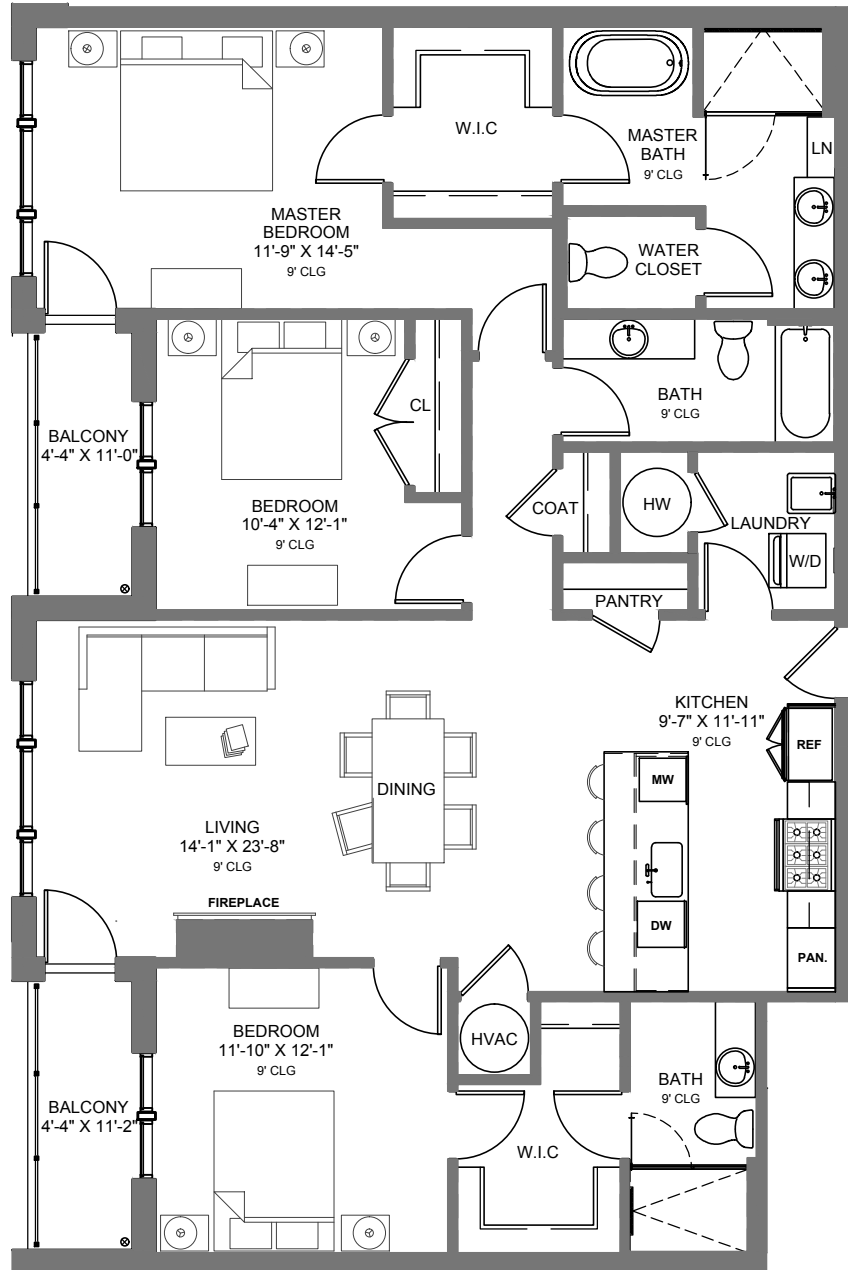 W.I.C
MASTER
BATH
9' CLG
LN
MASTER
BEDROOM
11'-9" X 14'-5"
9' CLG
WATER
CLOSET
BATH
9' CLG
CL
BALCONY
4'-4" X 11'-0"
BEDROOM
10'-4" X 12'-1"
9' CLG
COAT
HW
LAUNDRY
W/D
PANTRY
KITCHEN
9'-7" X 11'-11"
9' CLG
REF
MW
DINING
LIVING
14'-1" X 23'-8"
9' CLG
FIREPLACE
DW
PAN.
BEDROOM
11'-10" X 12'-1"
9' CLG
HVAC
BATH
9' CLG
BALCONY
4'-4" X 11'-2"
W.I.C